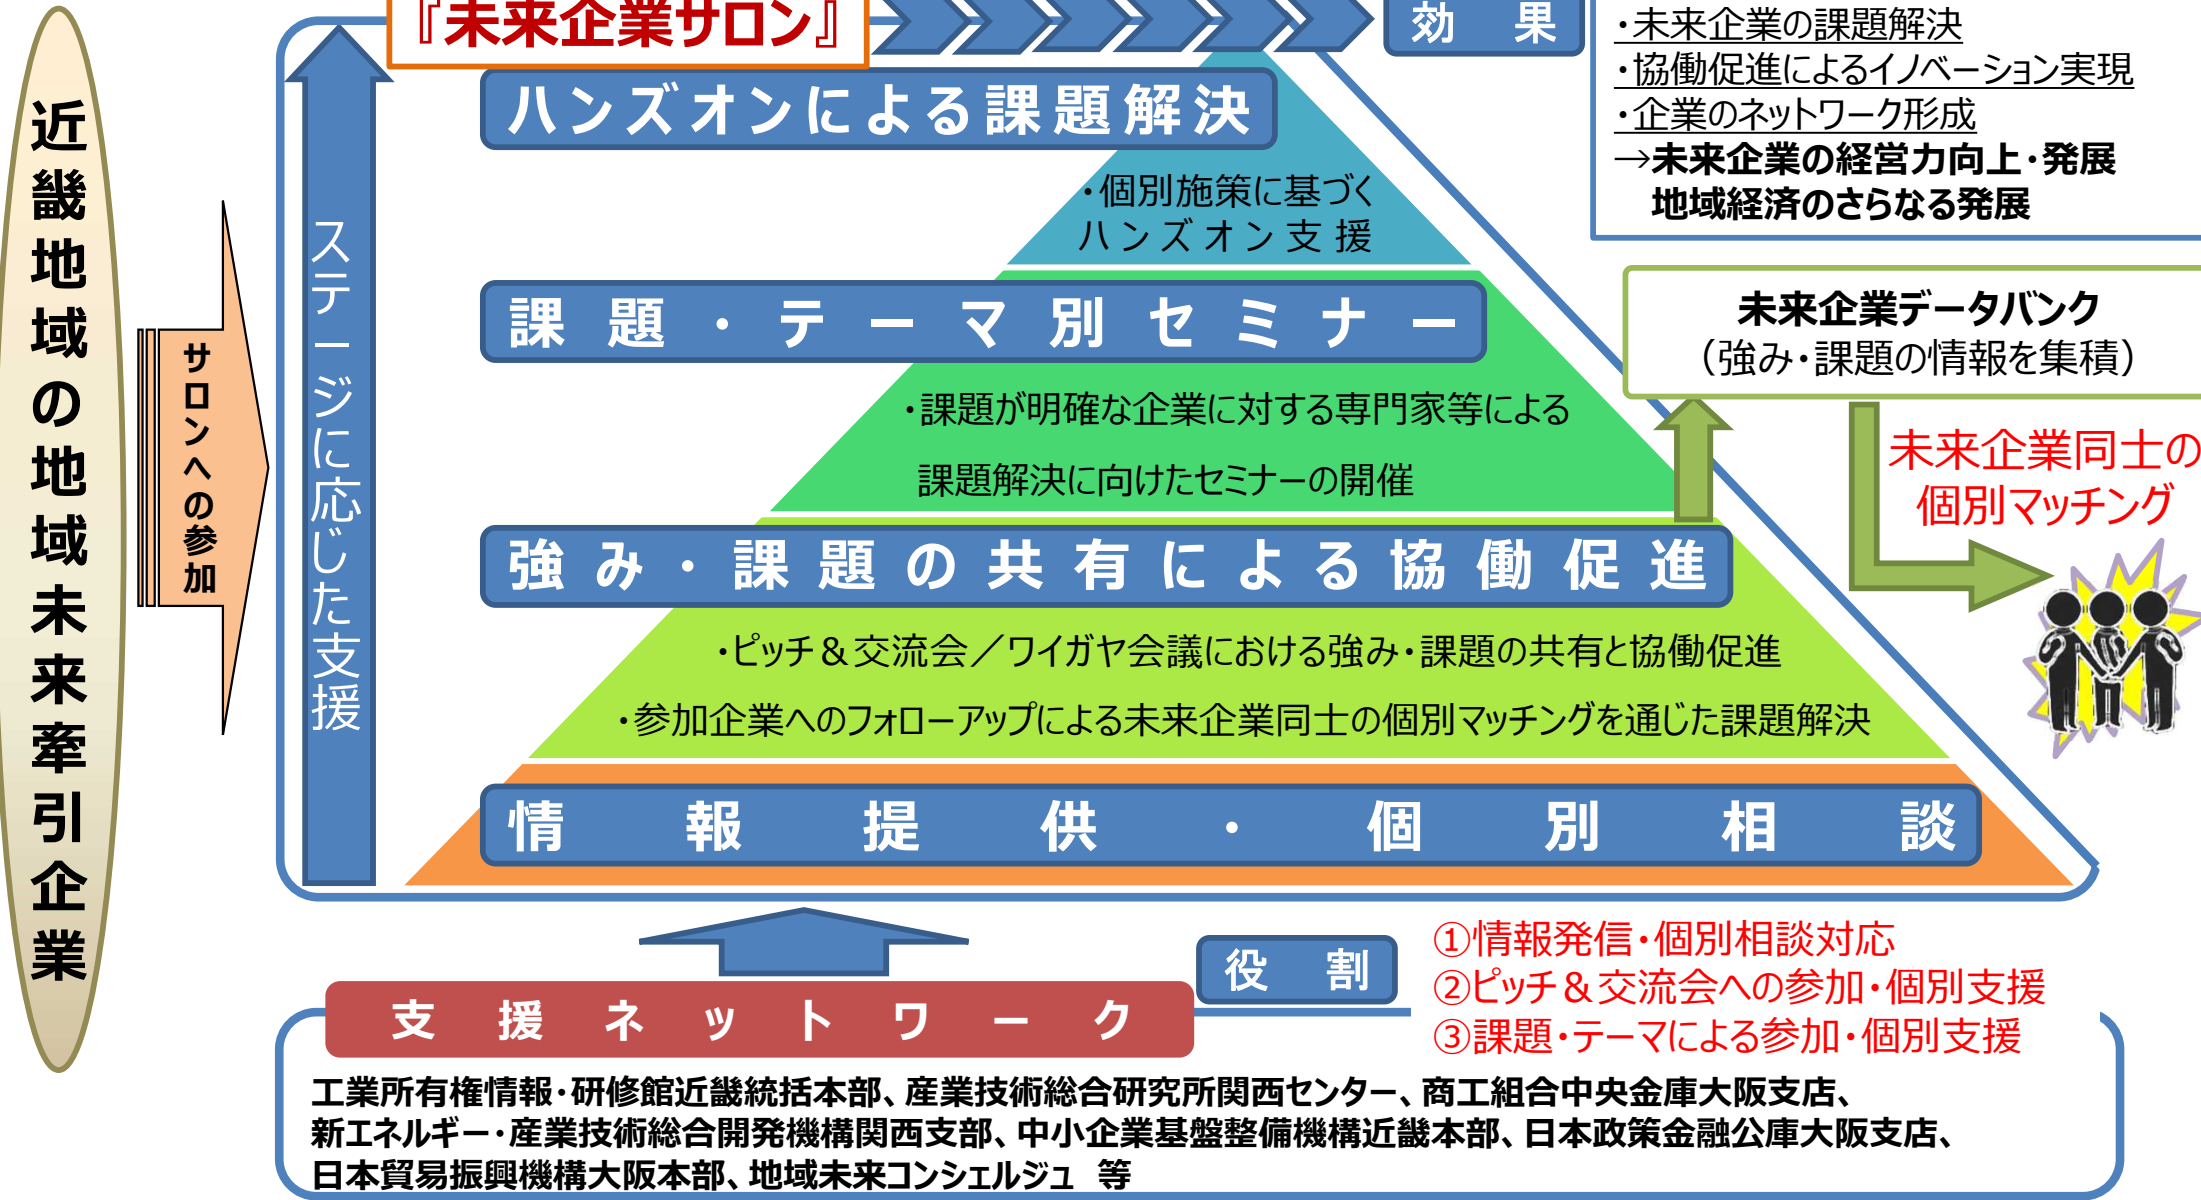 『未来企業サロン』
効果
・未来企業の課題解決
・協働促進によるイノベーション実現
・企業のネットワーク形成
→未来企業の経営力向上・発展
地域経済のさらなる発展
近畿地域の地域未来牽引企業
サロンへの参加
ステージに応じた支援
ハンズオンによる課題解決
・個別施策に基づく
ハンズオン支援
課題・テーマ別セミナー
・課題が明確な企業に対する専門家等による
課題解決に向けたセミナーの開催
未来企業データバンク
（強み・課題の情報を集積）
未来企業同士の
個別マッチング
強み・課題の共有による協働促進
・ピッチ＆交流会／ワイガヤ会議における強み・課題の共有と協働促進
・参加企業へのフォローアップによる未来企業同士の個別マッチングを通じた課題解決
情報提供・個別相談
役割
①情報発信・個別相談対応
②ピッチ＆交流会への参加・個別支援
③課題・テーマによる参加・個別支援
支援ネットワーク
工業所有権情報・研修館近畿統括本部、産業技術総合研究所関西センター、商工組合中央金庫大阪支店、
新エネルギー・産業技術総合開発機構関西支部、中小企業基盤整備機構近畿本部、日本政策金融公庫大阪支店、
日本貿易振興機構大阪本部、地域未来コンシェルジュ 等